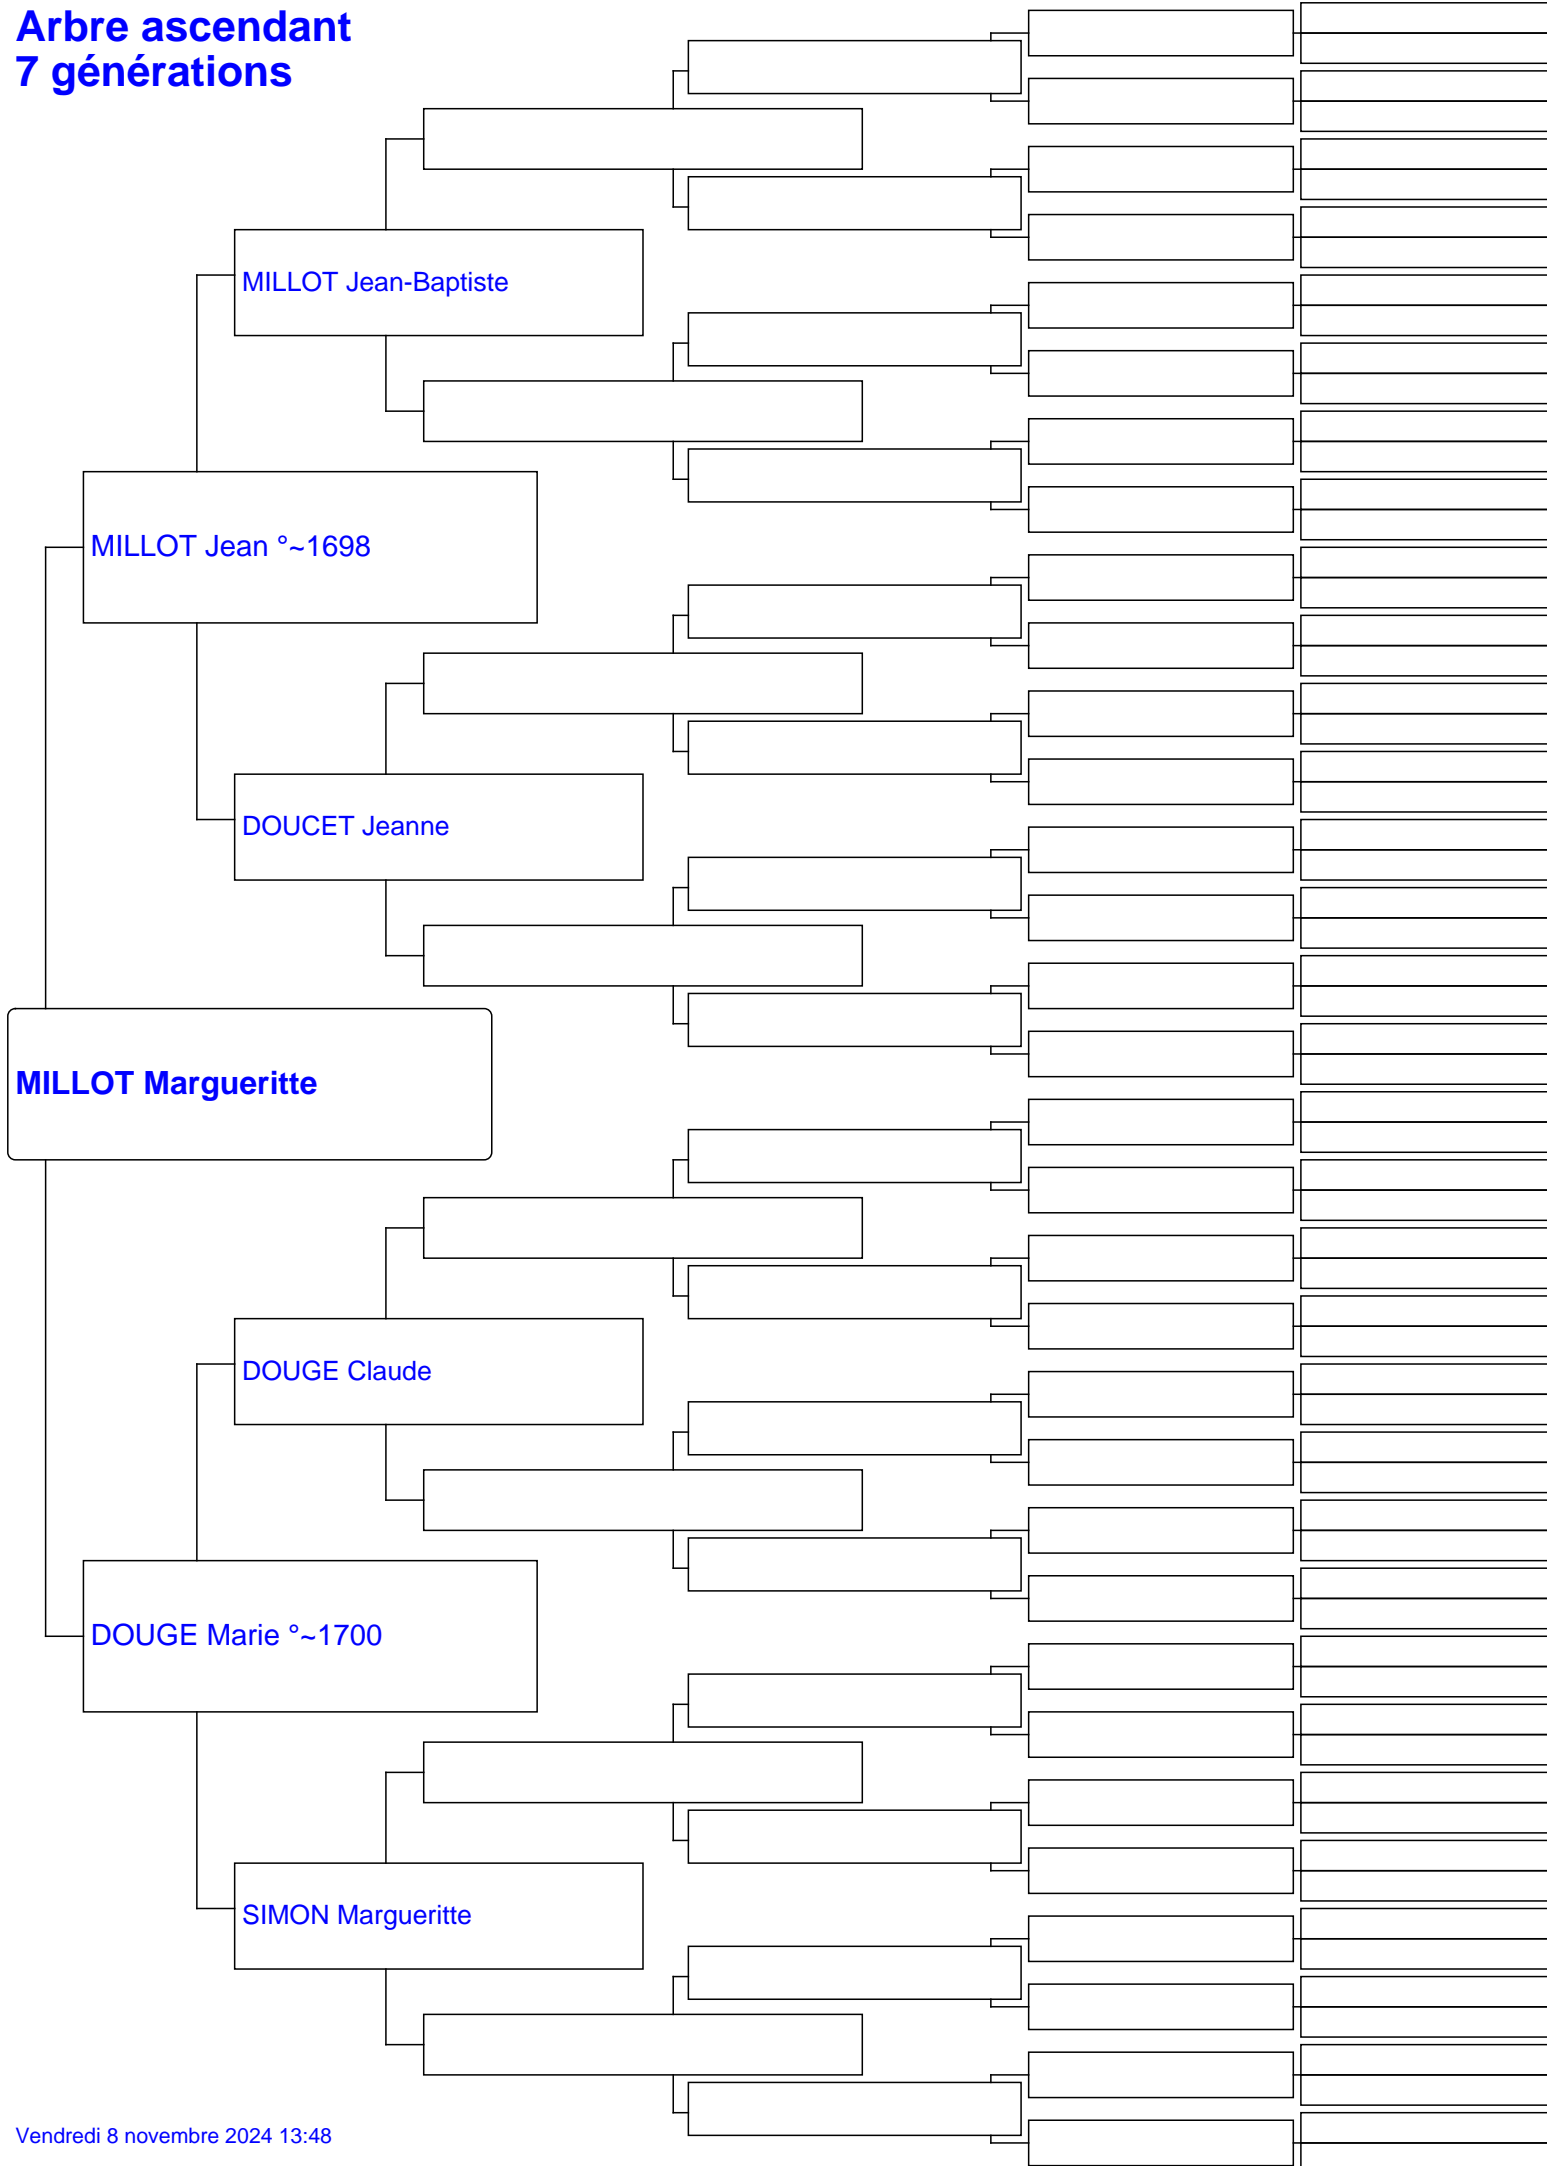 Arbre ascendant
7 générations
MILLOT Jean-Baptiste
MILLOT Jean °~1698
DOUCET Jeanne
MILLOT Margueritte
DOUGE Claude
DOUGE Marie °~1700
SIMON Margueritte
Vendredi 8 novembre 2024 13:48